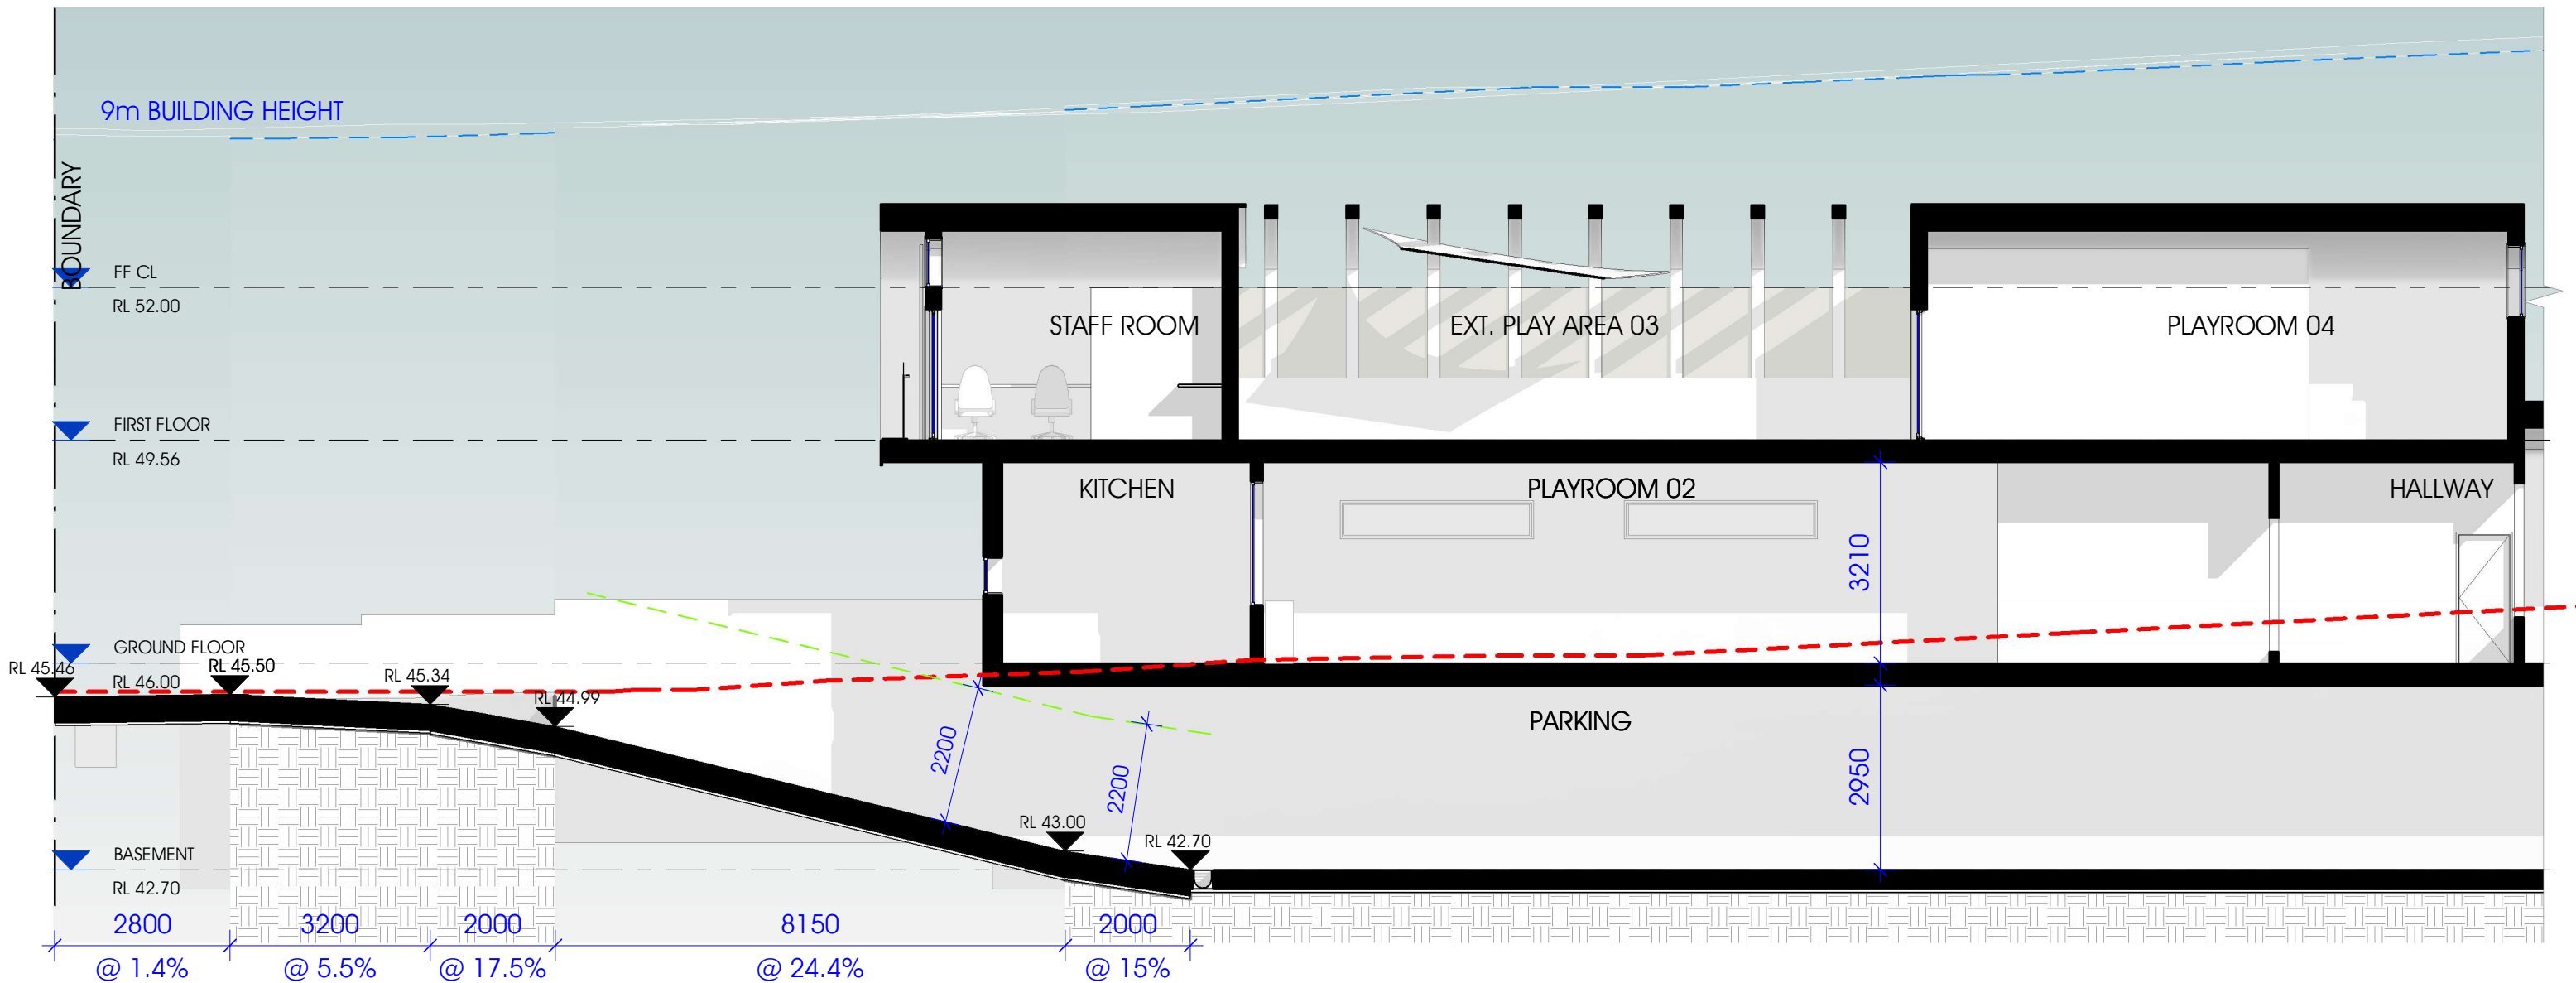 9m BUILDING HEIGHT
BOUNDARY
FF CL
RL 52.00
STAFF ROOM
EXT. PLAY AREA 03
PLAYROOM 04
FIRST FLOOR
RL 49.56
KITCHEN
PLAYROOM 02
HALLWAY
3210
GROUND FLOOR
RL 46.00
RL 45.46
RL 45.50
RL 45.34
RL 44.99
PARKING
2200
2200
2950
RL 43.00
RL 42.70
BASEMENT
RL 42.70
2800
3200
2000
8150
2000
@ 1.4%
@ 5.5%
@ 17.5%
@ 24.4%
@ 15%